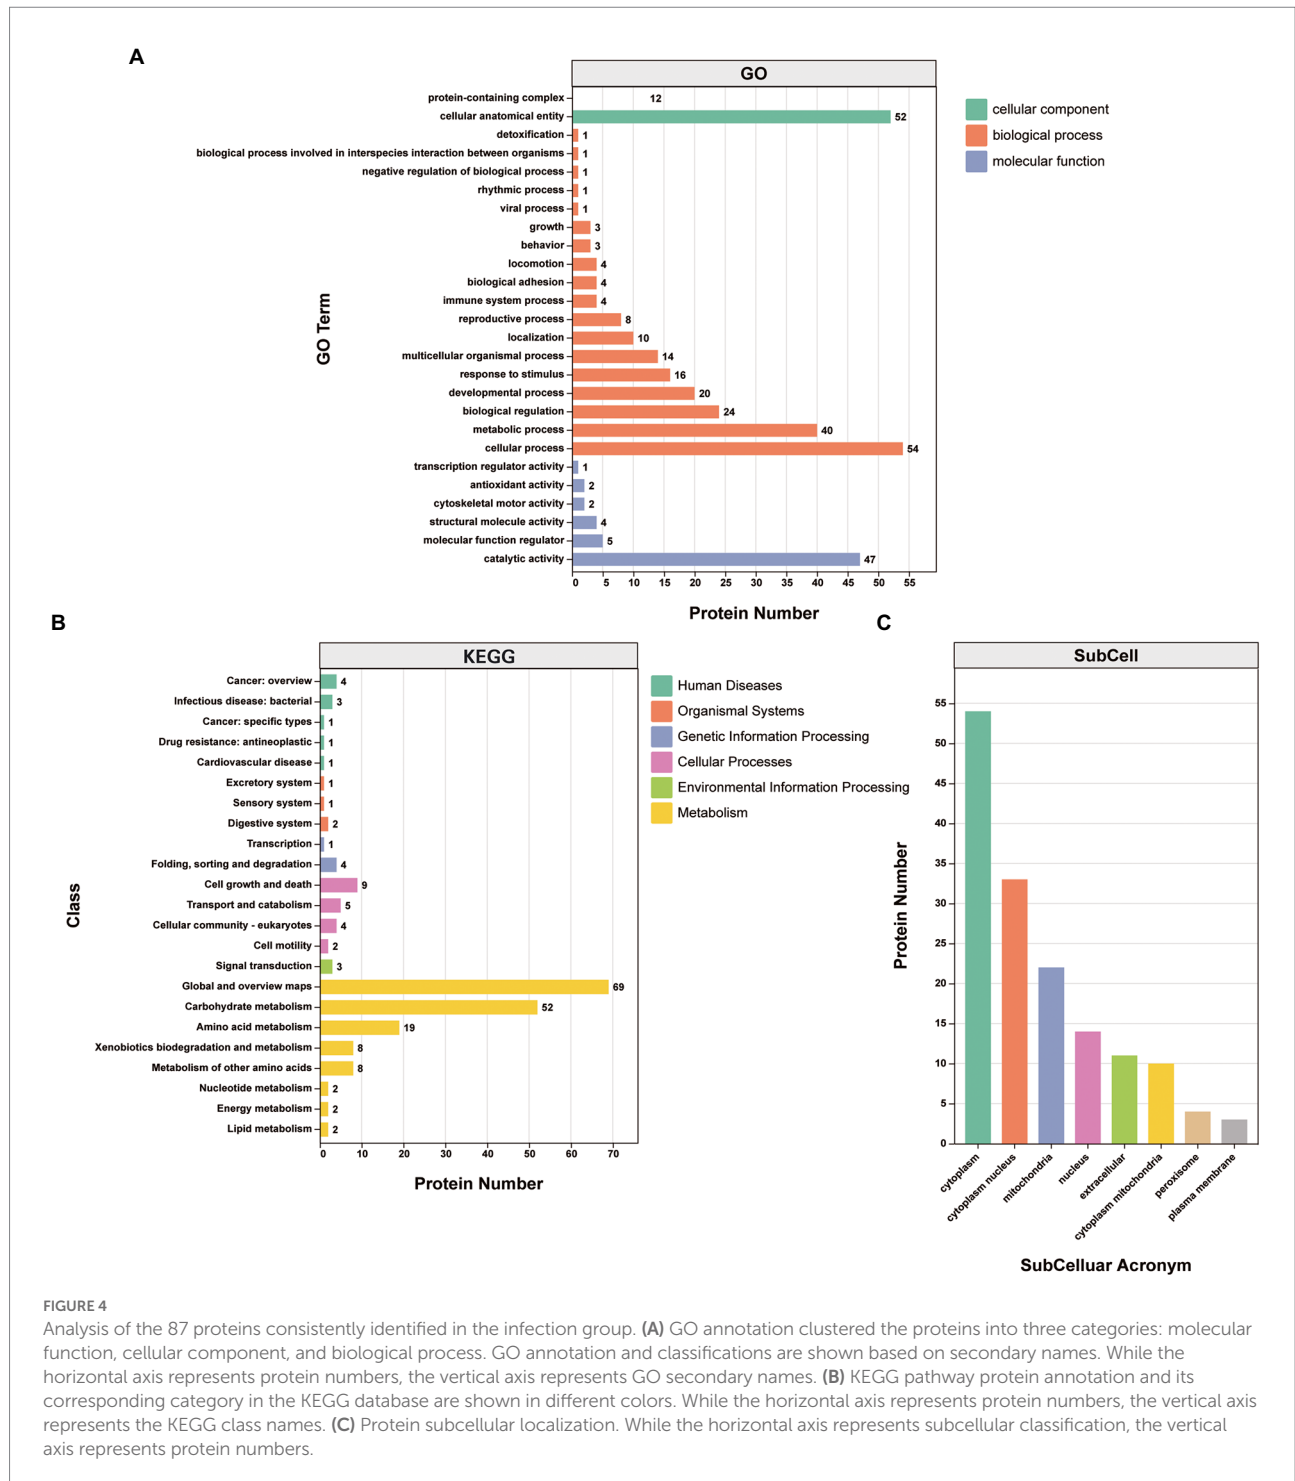 A
GO
protein-containing complex 12
cellular anatomical entity 52
detoxification 1
biological process involved in interspecies interaction between organisms 1
negative regulation of biological process 1
rhythmic process 1
viral process 1
growth 3
behavior 3
locomotion 4
biological adhesion 4
immune system process 4
reproductive process 8
localization 10
multicellular organismal process 14
response to stimulus 16
developmental process 20
biological regulation 24
metabolic process 40
cellular process 54
transcription regulator activity 1
antioxidant activity 2
cytoskeletal motor activity 2
structural molecule activity 4
molecular function regulator 5
catalytic activity 47
0 5 10 15 20 25 30 35 40 45 50 55
Protein Number
GO Term
cellular component
biological process
molecular function
B
KEGG
Cancer: overview 4
Infectious disease: bacterial 3
Cancer: specific types 1
Drug resistance: antineoplastic 1
Cardiovascular disease 1
Excretory system 1
Sensory system 1
Digestive system 2
Transcription 1
Folding, sorting and degradation 4
Cell growth and death 9
Transport and catabolism 5
Cellular community - eukaryotes 4
Cell motility 2
Signal transduction 3
Global and overview maps 69
Carbohydrate metabolism 52
Amino acid metabolism 19
Xenobiotics biodegradation and metabolism 8
Metabolism of other amino acids 8
Nucleotide metabolism 2
Energy metabolism 2
Lipid metabolism 2
0 10 20 30 40 50 60 70
Protein Number
Class
Human Diseases
Organismal Systems
Genetic Information Processing
Cellular Processes
Environmental Information Processing
Metabolism
C
SubCell
55
50
45
40
35
30
25
20
15
10
5
0
Protein Number
cytoplasm
cytoplasm nucleus
mitochondria
nucleus
extracellular
cytoplasm mitochondria
peroxisome
plasma membrane
SubCelluar Acronym
FIGURE 4
Analysis of the 87 proteins consistently identified in the infection group. (A) GO annotation clustered the proteins into three categories: molecular
function, cellular component, and biological process. GO annotation and classifications are shown based on secondary names. While the
horizontal axis represents protein numbers, the vertical axis represents GO secondary names. (B) KEGG pathway protein annotation and its
corresponding category in the KEGG database are shown in different colors. While the horizontal axis represents protein numbers, the vertical axis
represents the KEGG class names. (C) Protein subcellular localization. While the horizontal axis represents subcellular classification, the vertical
axis represents protein numbers.